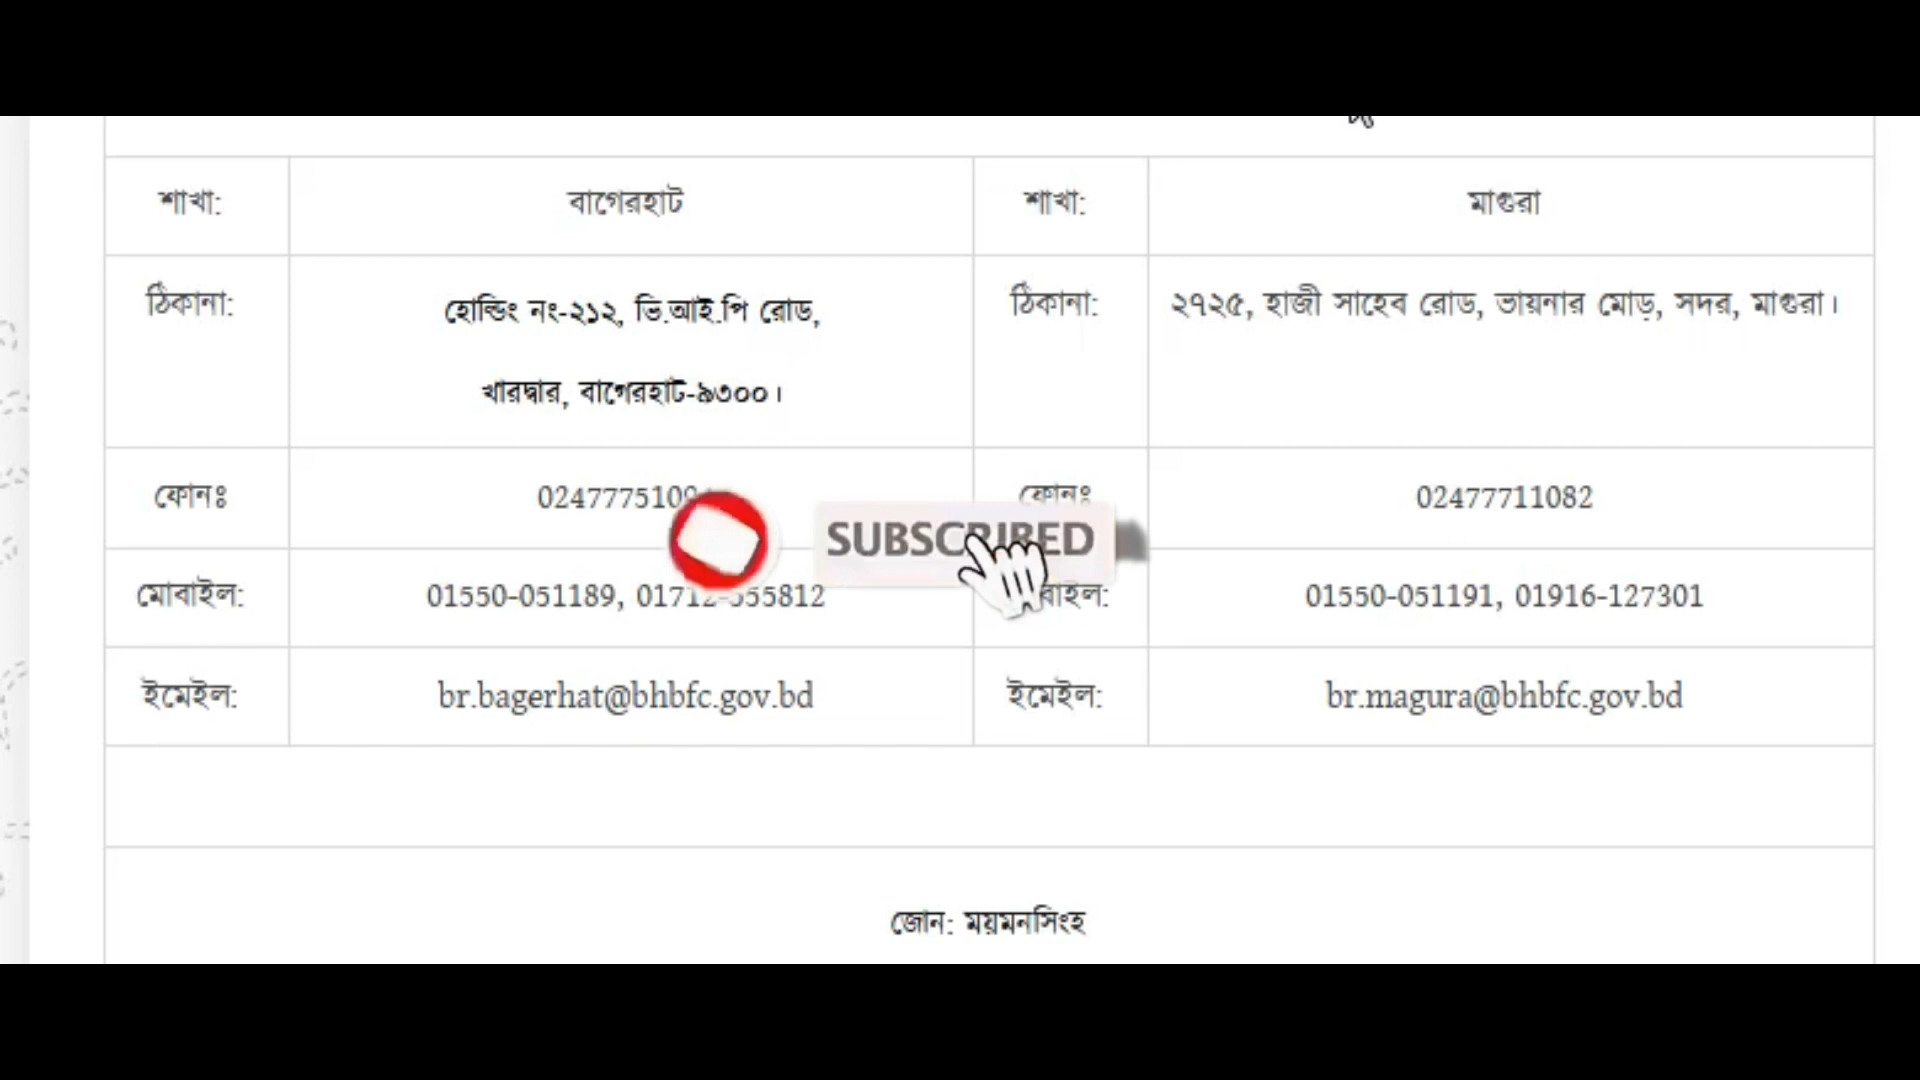 শাখা: বাগেরহাট শাখা: মাগুরা
ঠিকানা: হোল্ডিং নং-২১২, ভি.আই.পি রোড, ঠিকানা: ২৭২৫, হাজী সাহেব রোড, ভায়নার মোড়, সদর, মাগুরা।
খারদ্বার, বাগেরহাট-৯৩০০।
ফোনঃ ফোনঃ 02477711082
SUBSCRIBED
মোবাইল: 01550-051189, 01550-051191, 01916-127301
ইমেইল: br.bagerhat@bhbfc.gov.bd ইমেইল: br.magura@bhbfc.gov.bd
জোন: ময়মনসিংহ